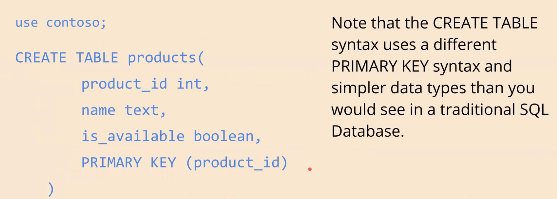 use contoso;
CREATE TABLE products(
product_id int,
name text,
is_available boolean,
PRIMARY KEY (product_id)
)
Note that the CREATE TABLE
syntax uses a different
PRIMARY KEY syntax and
simpler data types than you
would see in a traditional SQL
Database.